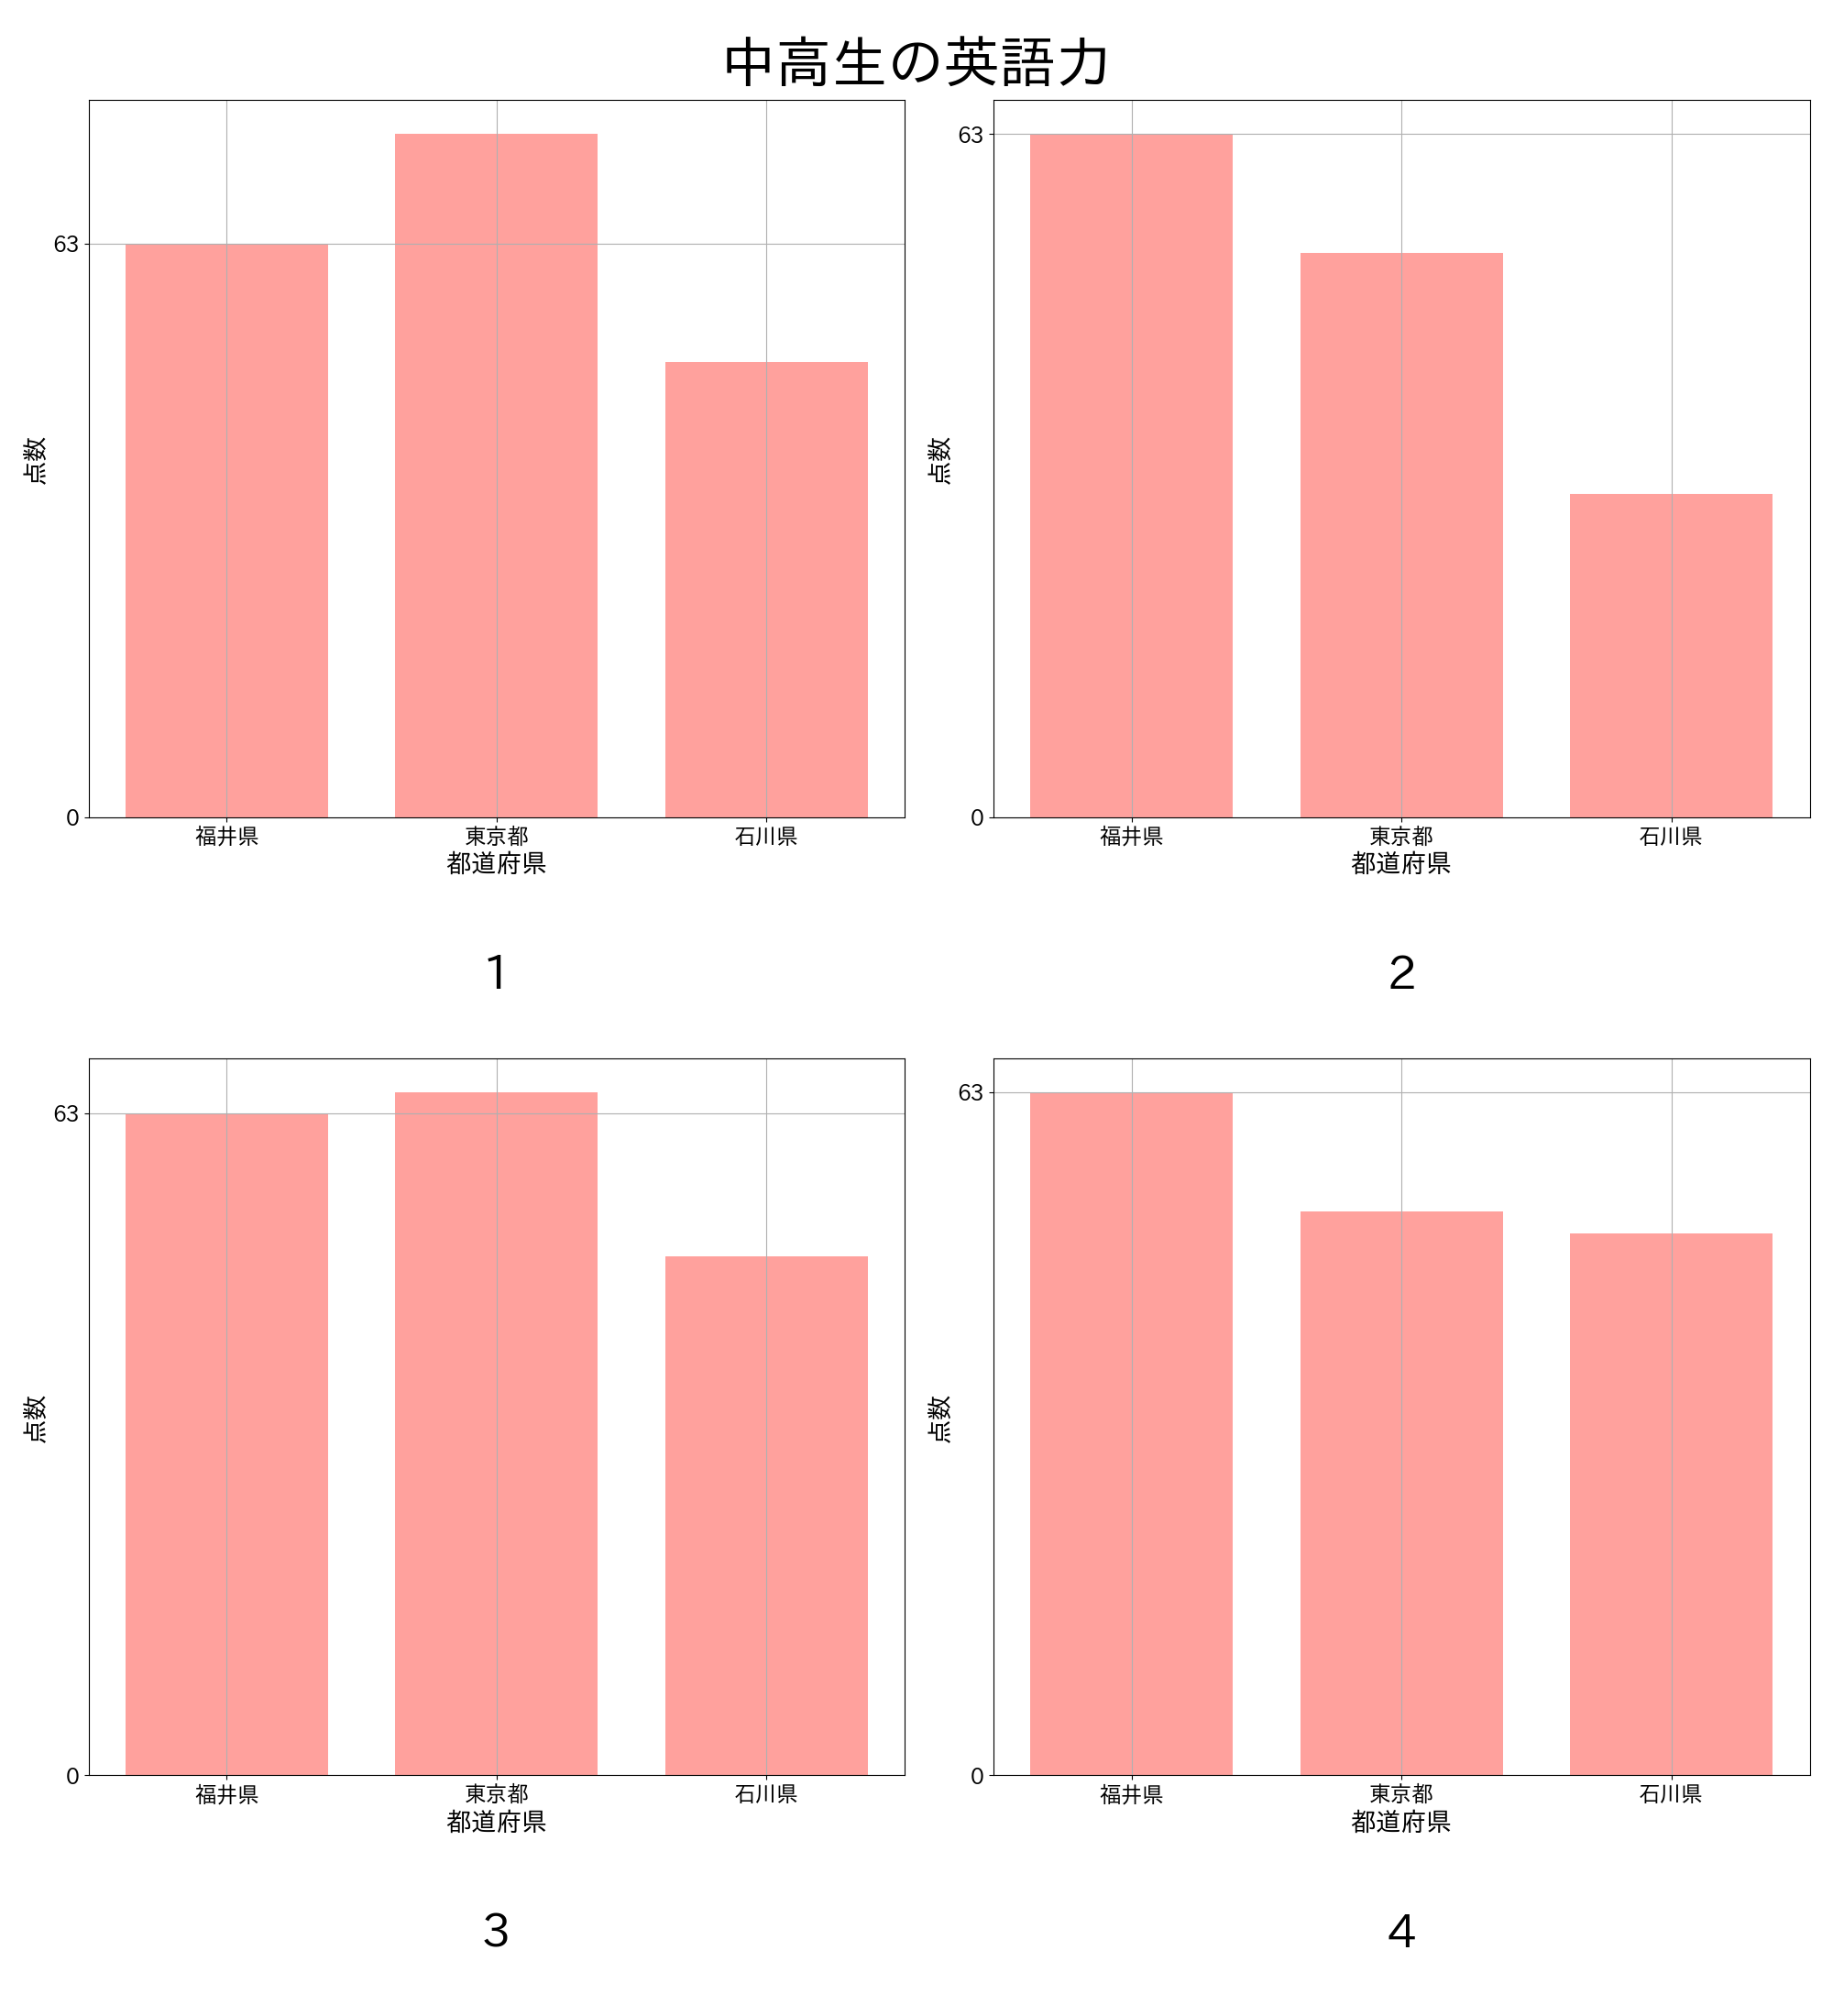 中高生の英語力
63
0
点数
福井県 東京都 石川県
都道府県
1
63
0
点数
福井県 東京都 石川県
都道府県
2
63
0
点数
福井県 東京都 石川県
都道府県
3
63
0
点数
福井県 東京都 石川県
都道府県
4